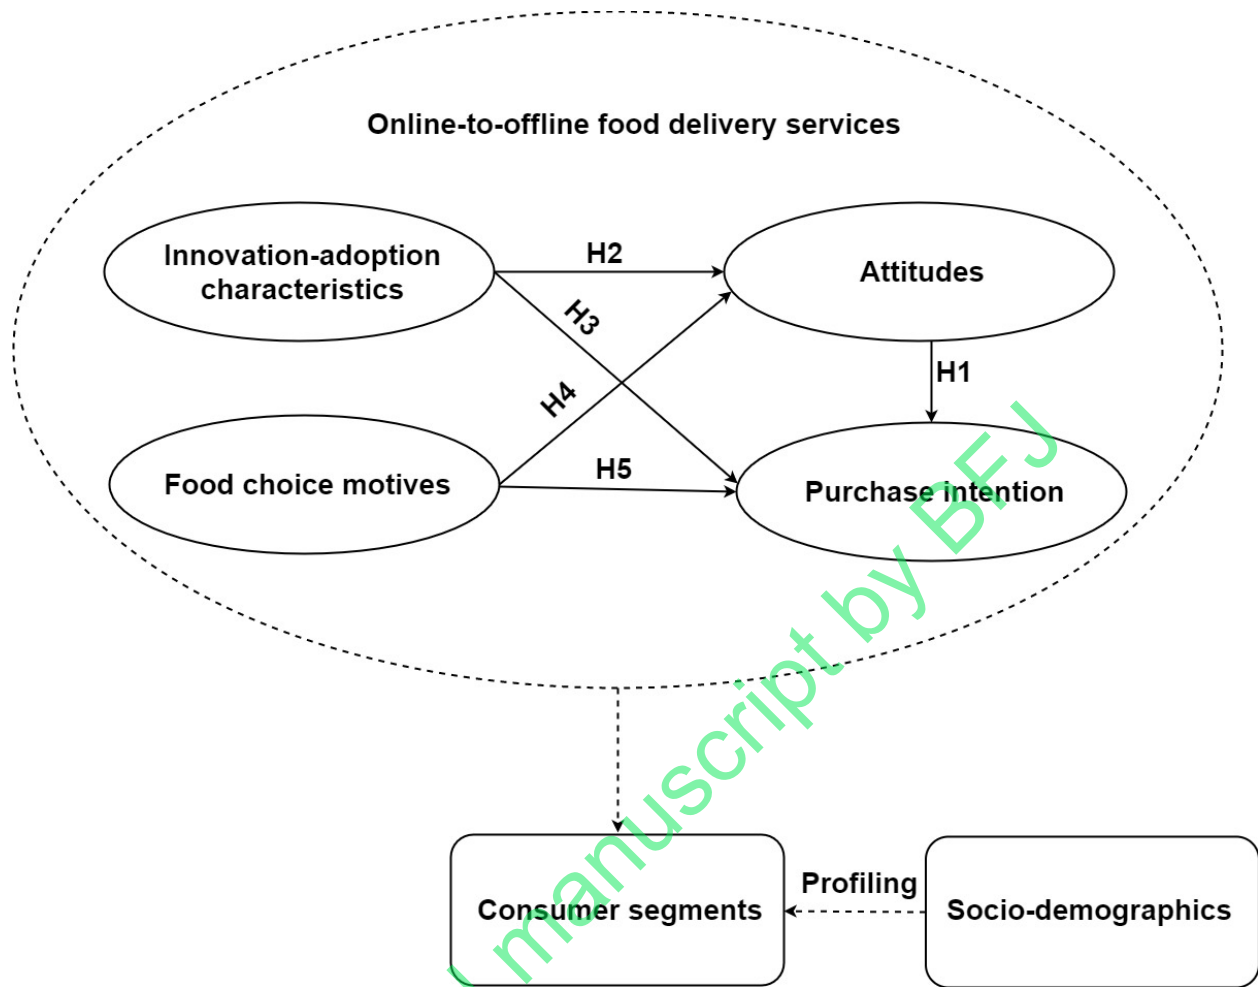 Online-to-offline food delivery services
Innovation-adoption
characteristics
H2
Attitudes
H3
H4
H1
Food choice motives
H5
Purchase intention
manuscript by BFJ
Profiling
Consumer segments
Socio-demographics